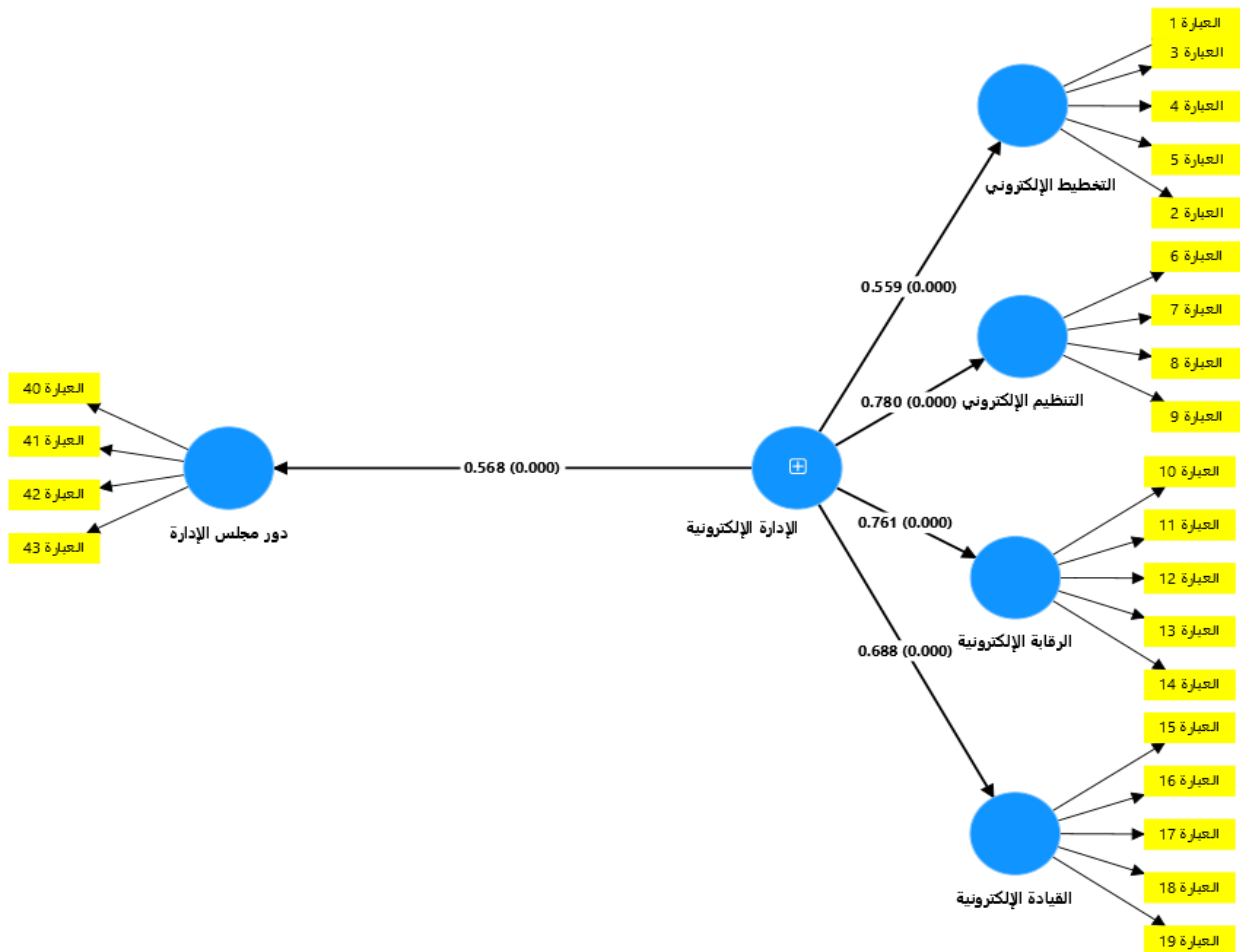 العبارة 1
العبارة 3
العبارة 4
العبارة 5
العبارة 2
التخطيط الإلكتروني
0.559 (0.000)
العبارة 6
العبارة 7
العبارة 8
العبارة 9
التنظيم الإلكتروني
0.780 (0.000)
العبارة 40
العبارة 41
العبارة 42
العبارة 43
دور مجلس الإدارة
0.568 (0.000)
الإدارة الإلكترونية
0.761 (0.000)
العبارة 10
العبارة 11
العبارة 12
العبارة 13
العبارة 14
الرقابة الإلكترونية
0.688 (0.000)
العبارة 15
العبارة 16
العبارة 17
العبارة 18
العبارة 19
القيادة الإلكترونية